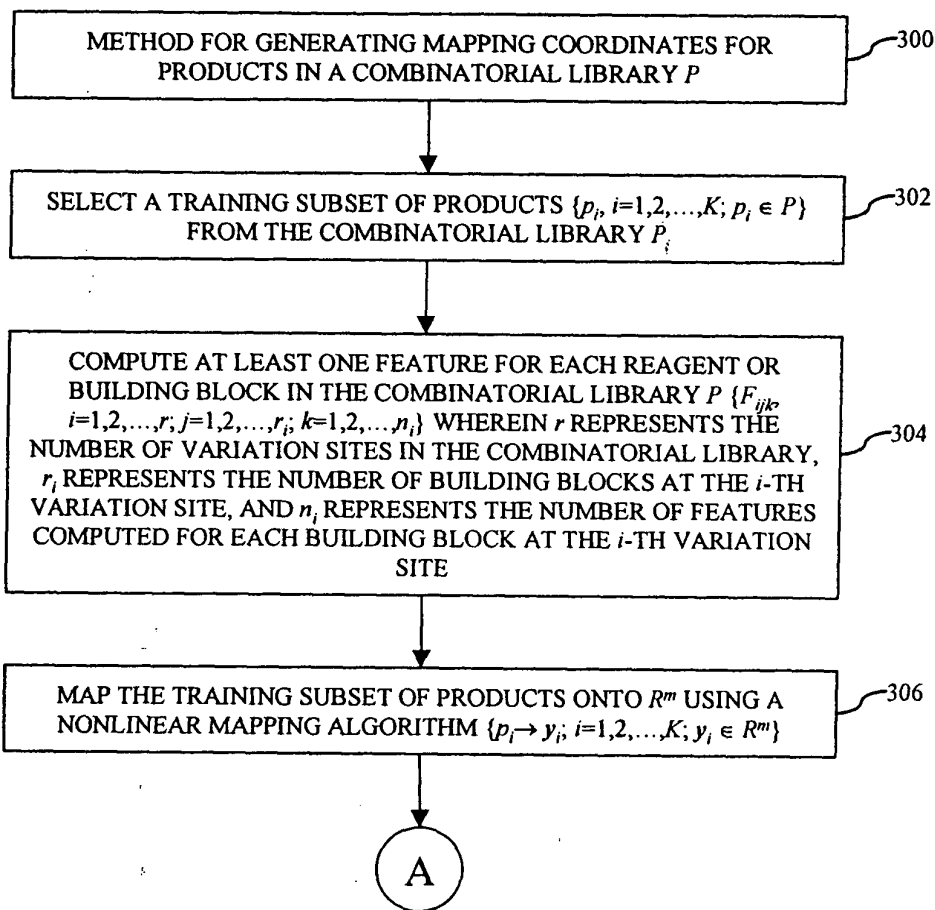 METHOD FOR GENERATING MAPPING COORDINATES FOR
PRODUCTS IN A COMBINATORIAL LIBRARY P
300
SELECT A TRAINING SUBSET OF PRODUCTS {p_i, i=1,2,...,K; p_i ∈ P}
FROM THE COMBINATORIAL LIBRARY P_i
302
COMPUTE AT LEAST ONE FEATURE FOR EACH REAGENT OR
BUILDING BLOCK IN THE COMBINATORIAL LIBRARY P {F_ijk,
i=1,2,...,r; j=1,2,...,r_i; k=1,2,...,n_i} WHEREIN r REPRESENTS THE
NUMBER OF VARIATION SITES IN THE COMBINATORIAL LIBRARY,
r_i REPRESENTS THE NUMBER OF BUILDING BLOCKS AT THE i-TH
VARIATION SITE, AND n_i REPRESENTS THE NUMBER OF FEATURES
COMPUTED FOR EACH BUILDING BLOCK AT THE i-TH VARIATION
SITE
304
MAP THE TRAINING SUBSET OF PRODUCTS ONTO R^m USING A
NONLINEAR MAPPING ALGORITHM {p_i→ y_i; i=1,2,...,K; y_i ∈ R^m}
306
A